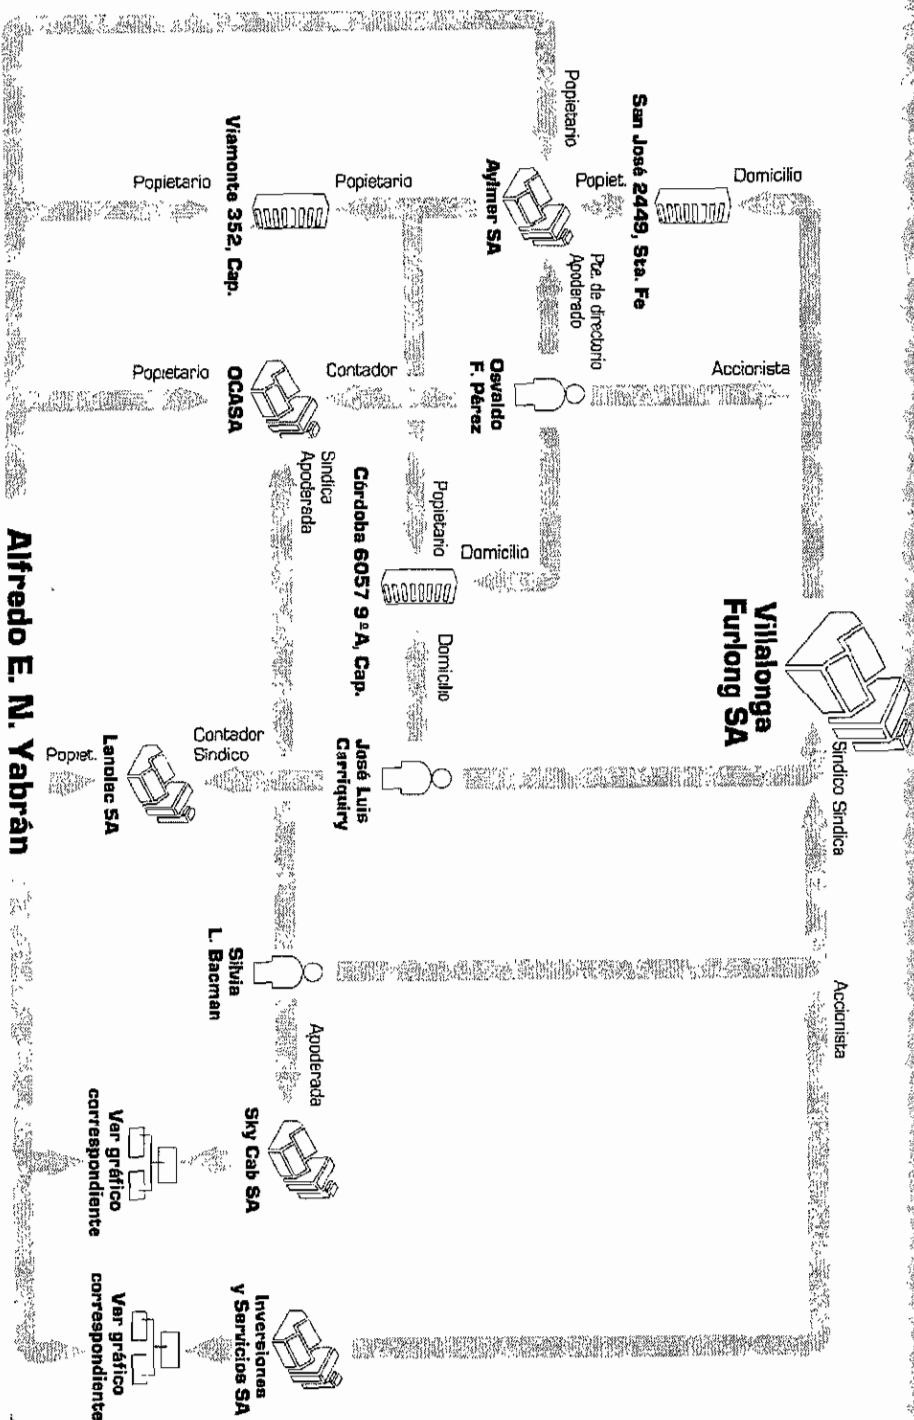 Villalonga
Furlong SA
Domicilio
San José 2449, Sta. Fe
Popiet.
Popietario
Aylmer SA
Pte. de directorio
Apoderado
Accionista
Osvaldo
F. Pérez
Popietario
Viamonte 352, Cap.
Popietario
Contador
OCASA
Popietario
Síndica
Apoderada
Popietario
Domicilio
Córdoba 6057 9º A, Cap.
Domicilio
José Luis
Carriquiry
Síndico Síndica
Contador
Síndico
Lanolec SA
Popiet.
Silvia
L. Bacman
Accionista
Apoderada
Sky Cab SA
Ver gráfico
correspondiente
Inversiones
y Servicios SA
Ver gráfico
correspondiente
Alfredo E. N. Yabrán